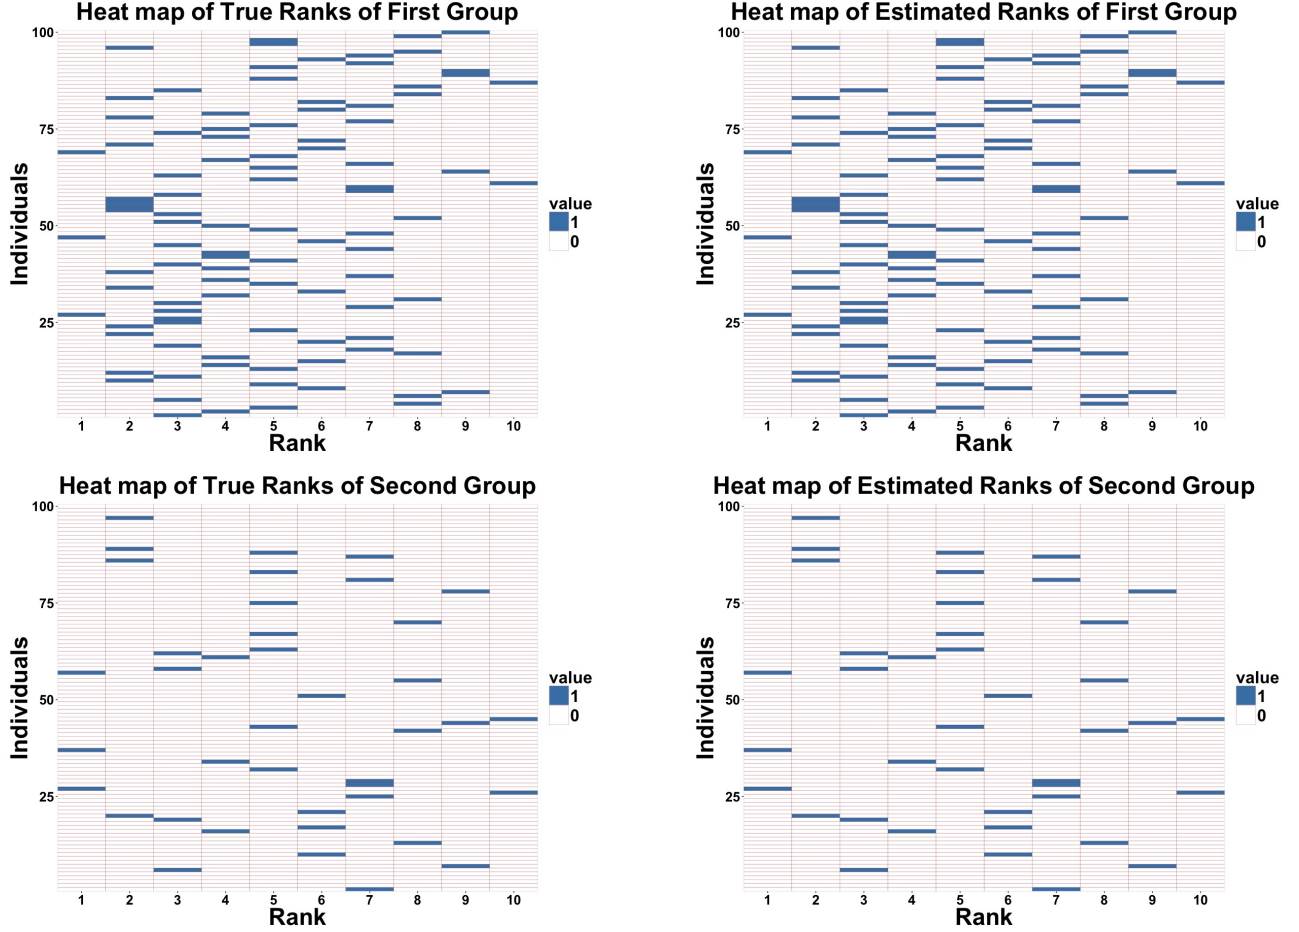 Heat map of True Ranks of First Group
Individuals
100
75
50
25
1 2 3 4 5 6 7 8 9 10
Rank
value
1
0
Heat map of Estimated Ranks of First Group
Individuals
100
75
50
25
1 2 3 4 5 6 7 8 9 10
Rank
value
1
0
Heat map of True Ranks of Second Group
Individuals
100
75
50
25
1 2 3 4 5 6 7 8 9 10
Rank
value
1
0
Heat map of Estimated Ranks of Second Group
Individuals
100
75
50
25
1 2 3 4 5 6 7 8 9 10
Rank
value
1
0